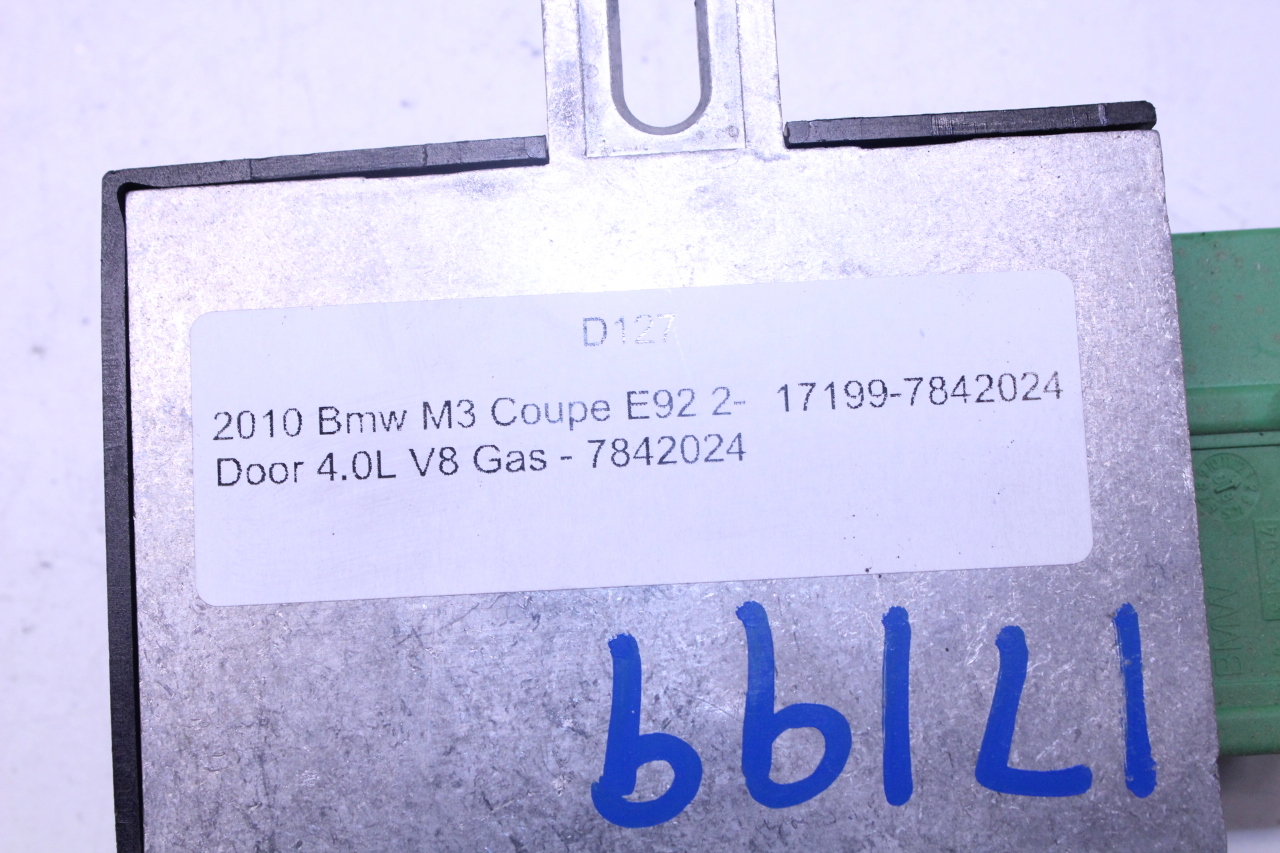 D127
2010 Bmw M3 Coupe E92 2- 17199-7842024
Door 4.0L V8 Gas - 7842024
17199